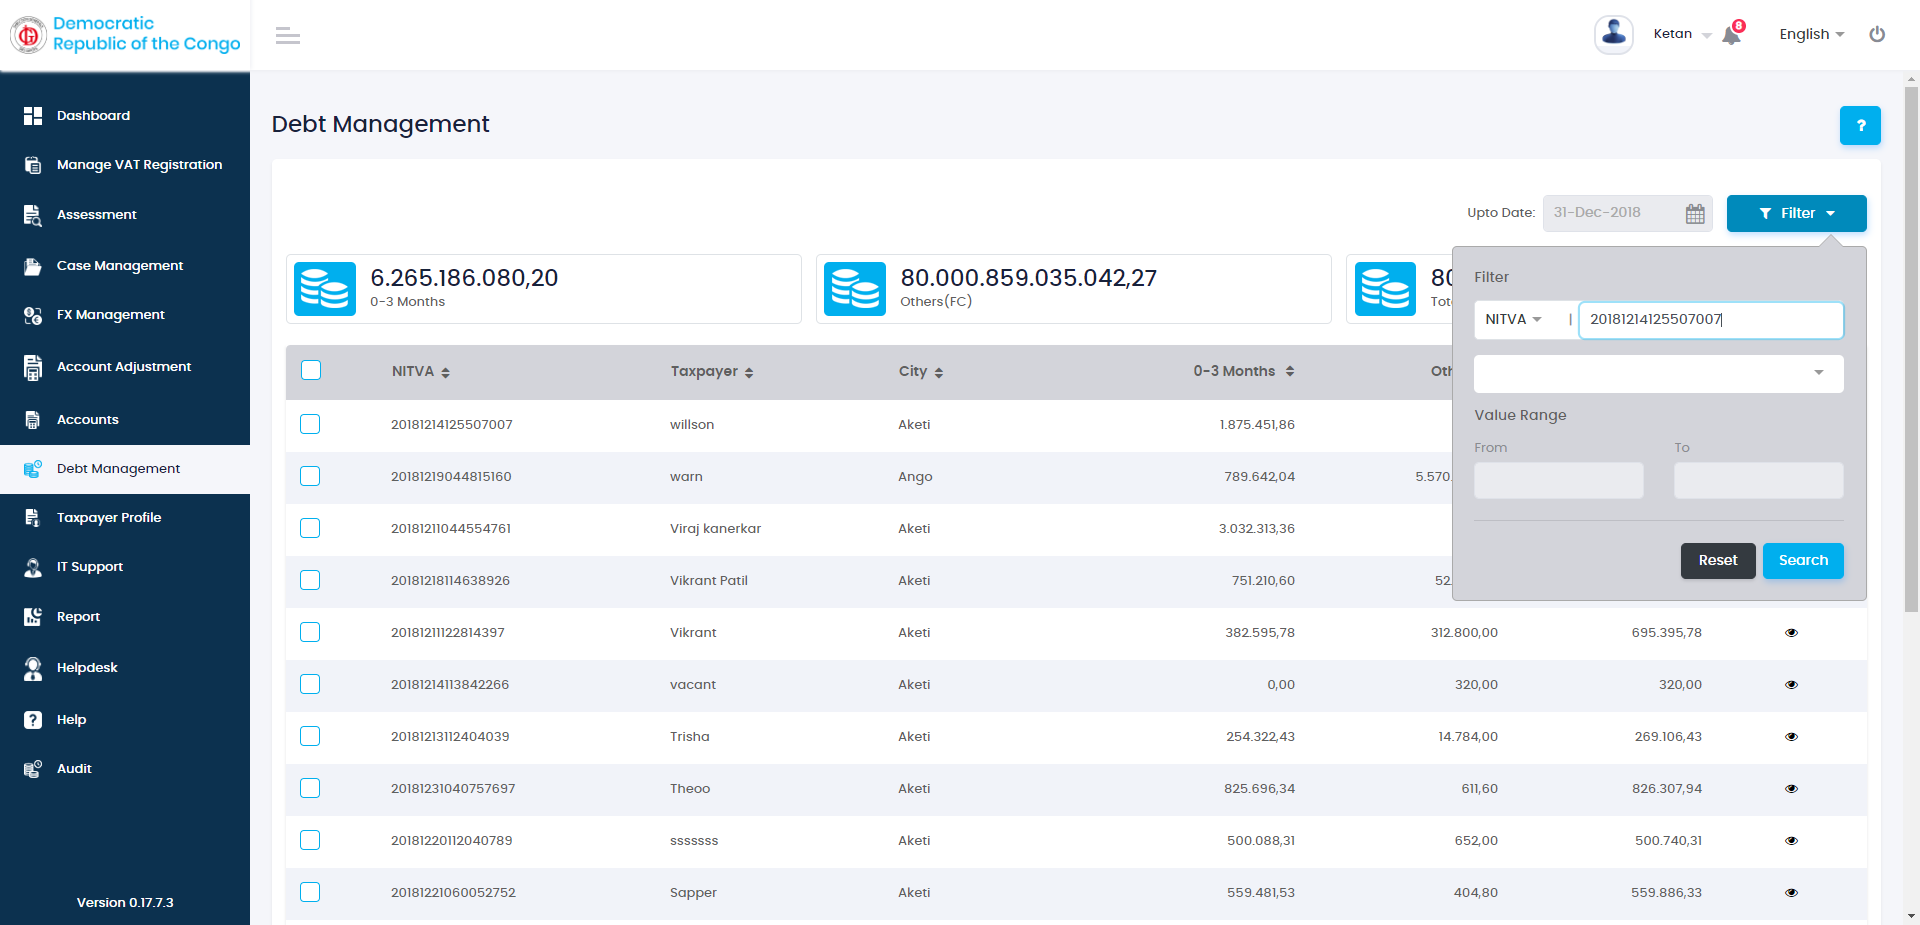 Democratic
Republic of the Congo
Ketan
8
English
Dashboard
Manage VAT Registration
Assessment
Case Management
FX Management
Account Adjustment
Accounts
Debt Management
Taxpayer Profile
IT Support
Report
Helpdesk
Help
Audit
Version 0.17.7.3
Debt Management
?
Upto Date:
31-Dec-2018
Filter
6.265.186.080,20
0-3 Months
80.000.859.035.042,27
Others(FC)
80
Tot
Filter
NITVA
|
20181214125507007
Value Range
From
To
Reset
Search
NITVA Taxpayer City 0-3 Months Oth
20181214125507007 willson Aketi 1.875.451,86
20181219044815160 warn Ango 789.642,04 5.570.
20181211044554761 Viraj kanerkar Aketi 3.032.313,36
20181218114638926 Vikrant Patil Aketi 751.210,60 52.
20181211122814397 Vikrant Aketi 382.595,78 312.800,00 695.395,78
20181214113842266 vacant Aketi 0,00 320,00 320,00
20181213112404039 Trisha Aketi 254.322,43 14.784,00 269.106,43
20181231040757697 Theoo Aketi 825.696,34 611,60 826.307,94
20181220112040789 sssssss Aketi 500.088,31 652,00 500.740,31
20181221060052752 Sapper Aketi 559.481,53 404,80 559.886,33